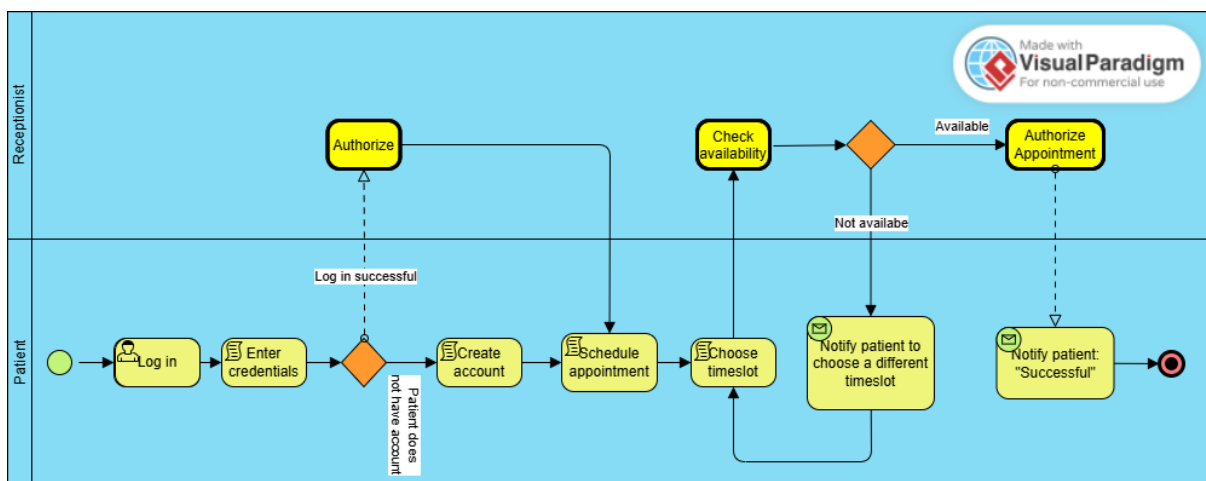 Made with
Visual Paradigm
For non-commercial use
Receptionist
Authorize
Check
availability
Available
Authorize
Appointment
Not availabe
Log in successful
Patient
Log in
Enter
credentials
Patient does
not have account
Create
account
Schedule
appointment
Choose
timeslot
Notify patient to
choose a different
timeslot
Notify patient:
"Successful"